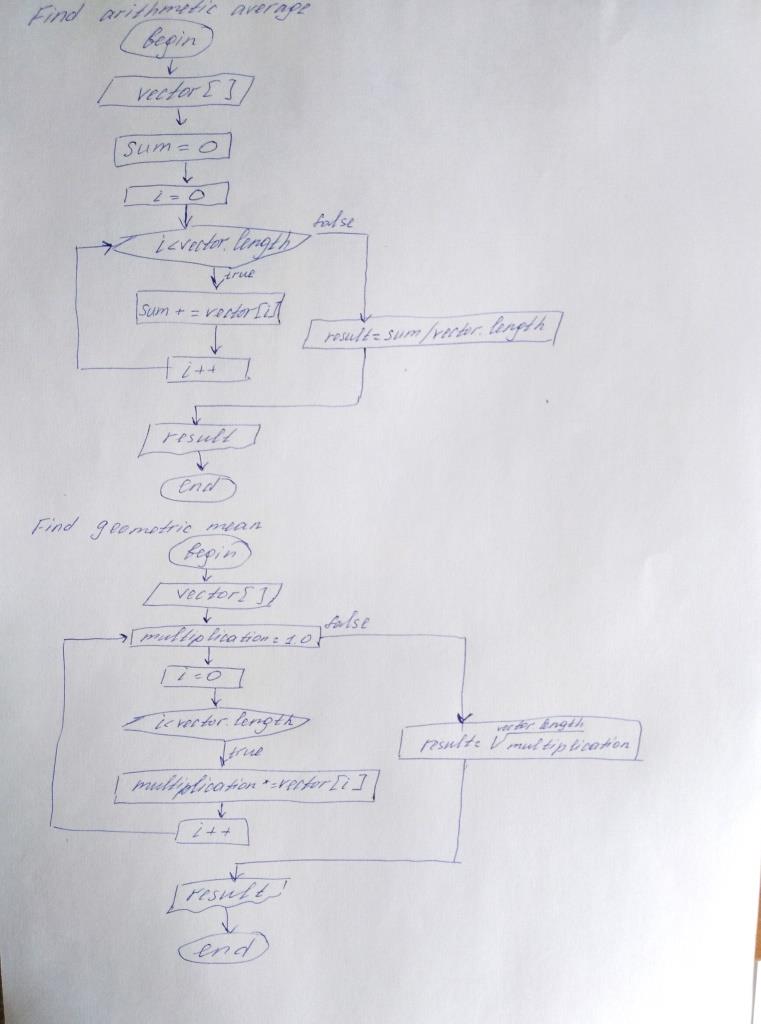 Find arithmetic average
begin
vector[ ]
sum = 0
i = 0
i<vector.length
false
true
sum + = vector[i]
result=sum/vector.length
i++
result
end
Find geometric mean
begin
vector[ ]
multiplication=1.0
false
i=0
i<vector.length
vector length
result= √multiplication
true
multiplication*=vector[i]
i++
result
end